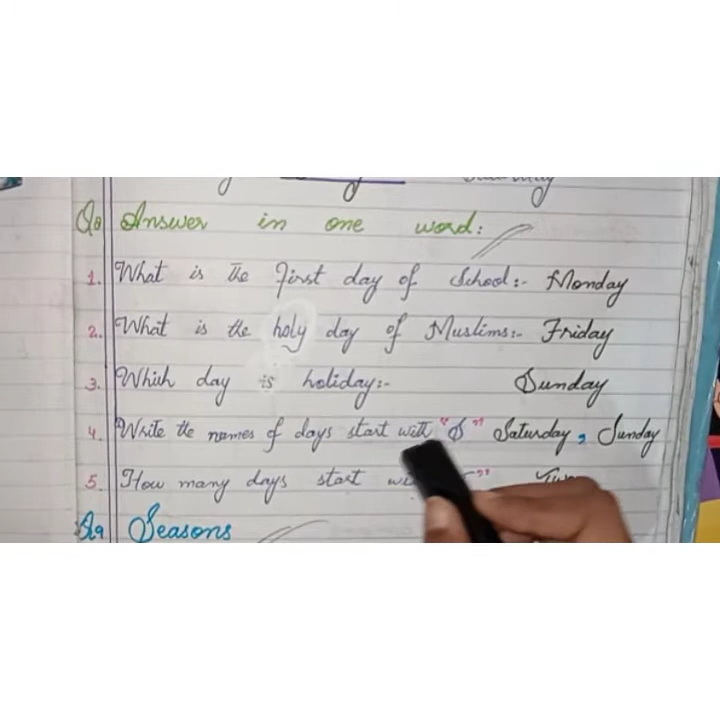 Q8 Answer in one word:
1. What is the first day of School:- Monday
2. What is the holy day of Muslims:- Friday
3. Which day is holiday:- Sunday
4. Write the names of days start with "S" Saturday, Sunday
5. How many days start
Q9 Seasons